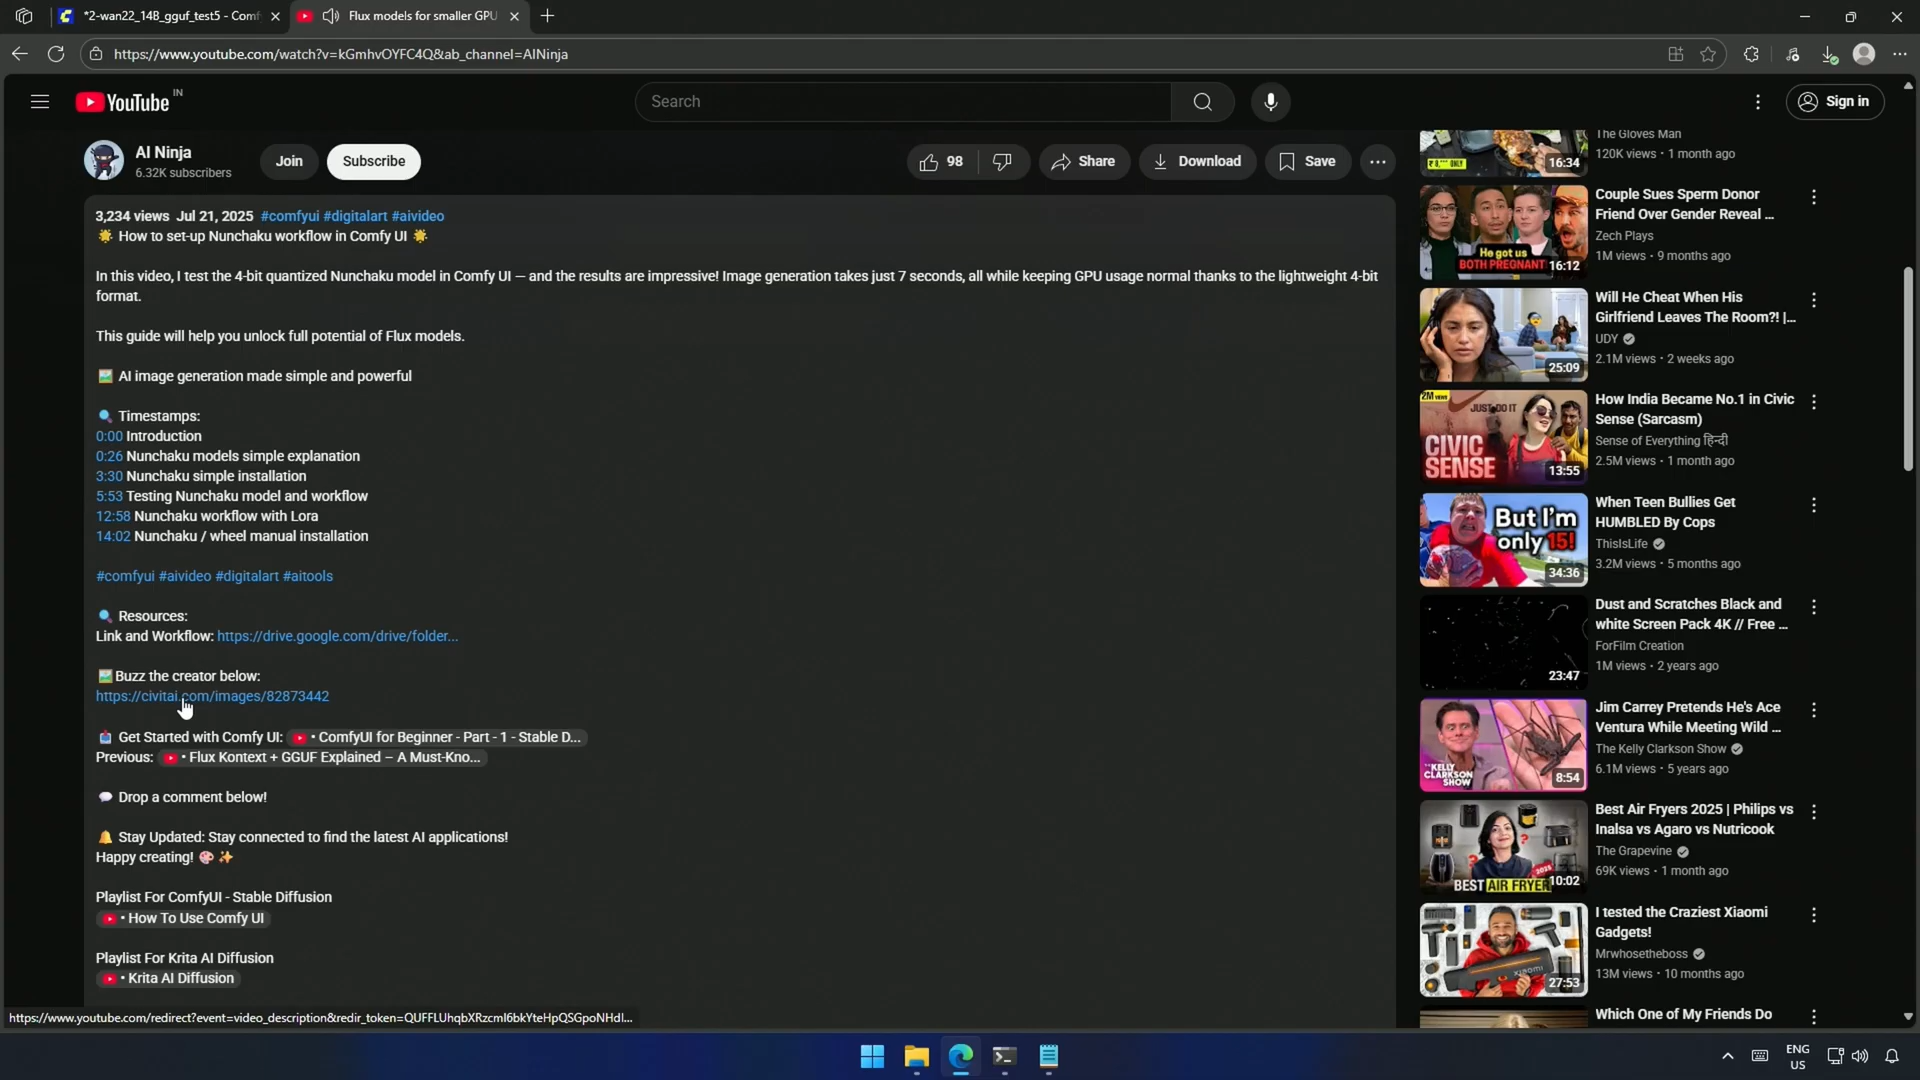 *2-wan22_14B_gguf_test5 - Comf
Flux models for smaller GPU
https://www.youtube.com/watch?v=kGmhvOYFC4Q&ab_channel=AINinja
YouTube IN
Search
Sign in
AI Ninja
6.32K subscribers
Join
Subscribe
98
Share
Download
Save
3,234 views Jul 21, 2025 #comfyui #digitalart #aivideo
🌟 How to set-up Nunchaku workflow in Comfy UI 🌟
In this video, I test the 4-bit quantized Nunchaku model in Comfy UI — and the results are impressive! Image generation takes just 7 seconds, all while keeping GPU usage normal thanks to the lightweight 4-bit
format.
This guide will help you unlock full potential of Flux models.
🖼️ AI image generation made simple and powerful
🔍 Timestamps:
0:00 Introduction
0:26 Nunchaku models simple explanation
3:30 Nunchaku simple installation
5:53 Testing Nunchaku model and workflow
12:58 Nunchaku workflow with Lora
14:02 Nunchaku / wheel manual installation
#comfyui #aivideo #digitalart #aitools
🔍 Resources:
Link and Workflow: https://drive.google.com/drive/folder...
🖼️Buzz the creator below:
https://civitai.com/images/82873442
📥 Get Started with Comfy UI: • ComfyUI for Beginner - Part - 1 - Stable D...
Previous: • Flux Kontext + GGUF Explained – A Must-Kno...
💬 Drop a comment below!
🔔 Stay Updated: Stay connected to find the latest AI applications!
Happy creating! 🎨 ✨
Playlist For ComfyUI - Stable Diffusion
• How To Use Comfy UI
Playlist For Krita AI Diffusion
• Krita AI Diffusion
The Gloves Man
120K views • 1 month ago
16:34
Couple Sues Sperm Donor
Friend Over Gender Reveal ...
Zech Plays
1M views • 9 months ago
He got us
BOTH PREGNANT
16:12
Will He Cheat When His
Girlfriend Leaves The Room?! |...
UDY
2.1M views • 2 weeks ago
25:09
How India Became No.1 in Civic
Sense (Sarcasm)
Sense of Everything हिन्दी
2.5M views • 1 month ago
2M VIEWS
JUST DO IT
CIVIC
SENSE
13:55
When Teen Bullies Get
HUMBLED By Cops
ThisIsLife
3.2M views • 5 months ago
But I'm
only 15!
34:36
Dust and Scratches Black and
white Screen Pack 4K // Free ...
ForFilm Creation
1M views • 2 years ago
23:47
Jim Carrey Pretends He's Ace
Ventura While Meeting Wild ...
The Kelly Clarkson Show
6.1M views • 5 years ago
THE KELLY
CLARKSON
SHOW
8:54
Best Air Fryers 2025 | Philips vs
Inalsa vs Agaro vs Nutricook
The Grapevine
69K views • 1 month ago
2025
BEST AIR FRYER
10:02
I tested the Craziest Xiaomi
Gadgets!
Mrwhosetheboss
13M views • 10 months ago
xiaomi
27:53
Which One of My Friends Do
https://www.youtube.com/redirect?event=video_description&redir_token=QUFFLUhqbXRzcml6bkYteHpQSGpoNHdI...
ENG
US